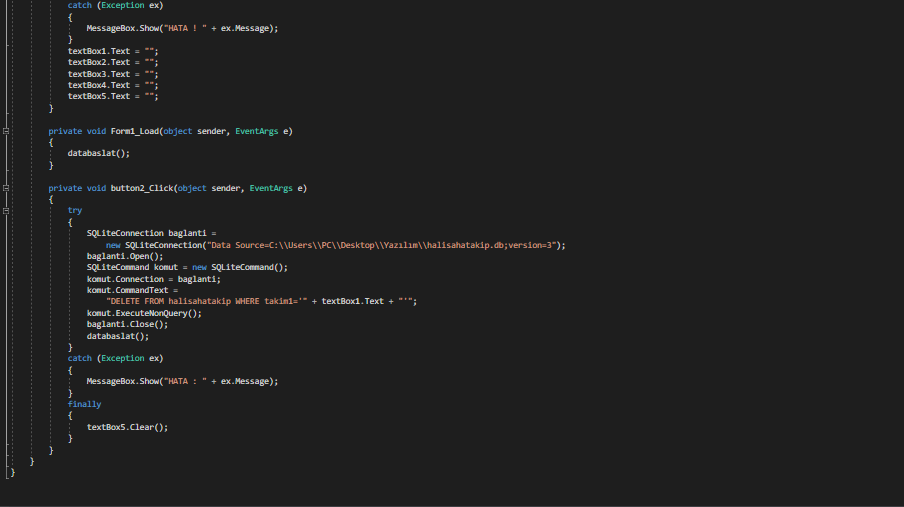 catch (Exception ex)
{
MessageBox.Show("HATA ! " + ex.Message);
}
textBox1.Text = "";
textBox2.Text = "";
textBox3.Text = "";
textBox4.Text = "";
textBox5.Text = "";
}
private void Form1_Load(object sender, EventArgs e)
{
databaslat();
}
private void button2_Click(object sender, EventArgs e)
{
try
{
SQLiteConnection baglanti =
new SQLiteConnection("Data Source=C:\\Users\\PC\\Desktop\\Yazılım\\halisahatakip.db;version=3");
baglanti.Open();
SQLiteCommand komut = new SQLiteCommand();
komut.Connection = baglanti;
komut.CommandText =
"DELETE FROM halisahatakip WHERE takim1='" + textBox1.Text + "'";
komut.ExecuteNonQuery();
baglanti.Close();
databaslat();
}
catch (Exception ex)
{
MessageBox.Show("HATA : " + ex.Message);
}
finally
{
textBox5.Clear();
}
}
}
}